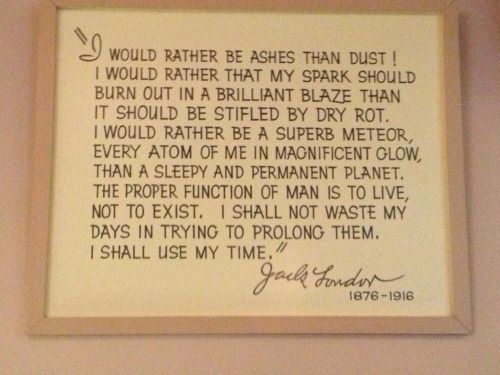 "I WOULD RATHER BE ASHES THAN DUST!
I WOULD RATHER THAT MY SPARK SHOULD
BURN OUT IN A BRILLIANT BLAZE THAN
IT SHOULD BE STIFLED BY DRY ROT.
I WOULD RATHER BE A SUPERB METEOR,
EVERY ATOM OF ME IN MAGNIFICENT GLOW,
THAN A SLEEPY AND PERMANENT PLANET.
THE PROPER FUNCTION OF MAN IS TO LIVE,
NOT TO EXIST. I SHALL NOT WASTE MY
DAYS IN TRYING TO PROLONG THEM.
I SHALL USE MY TIME."
Jack London
1876-1916